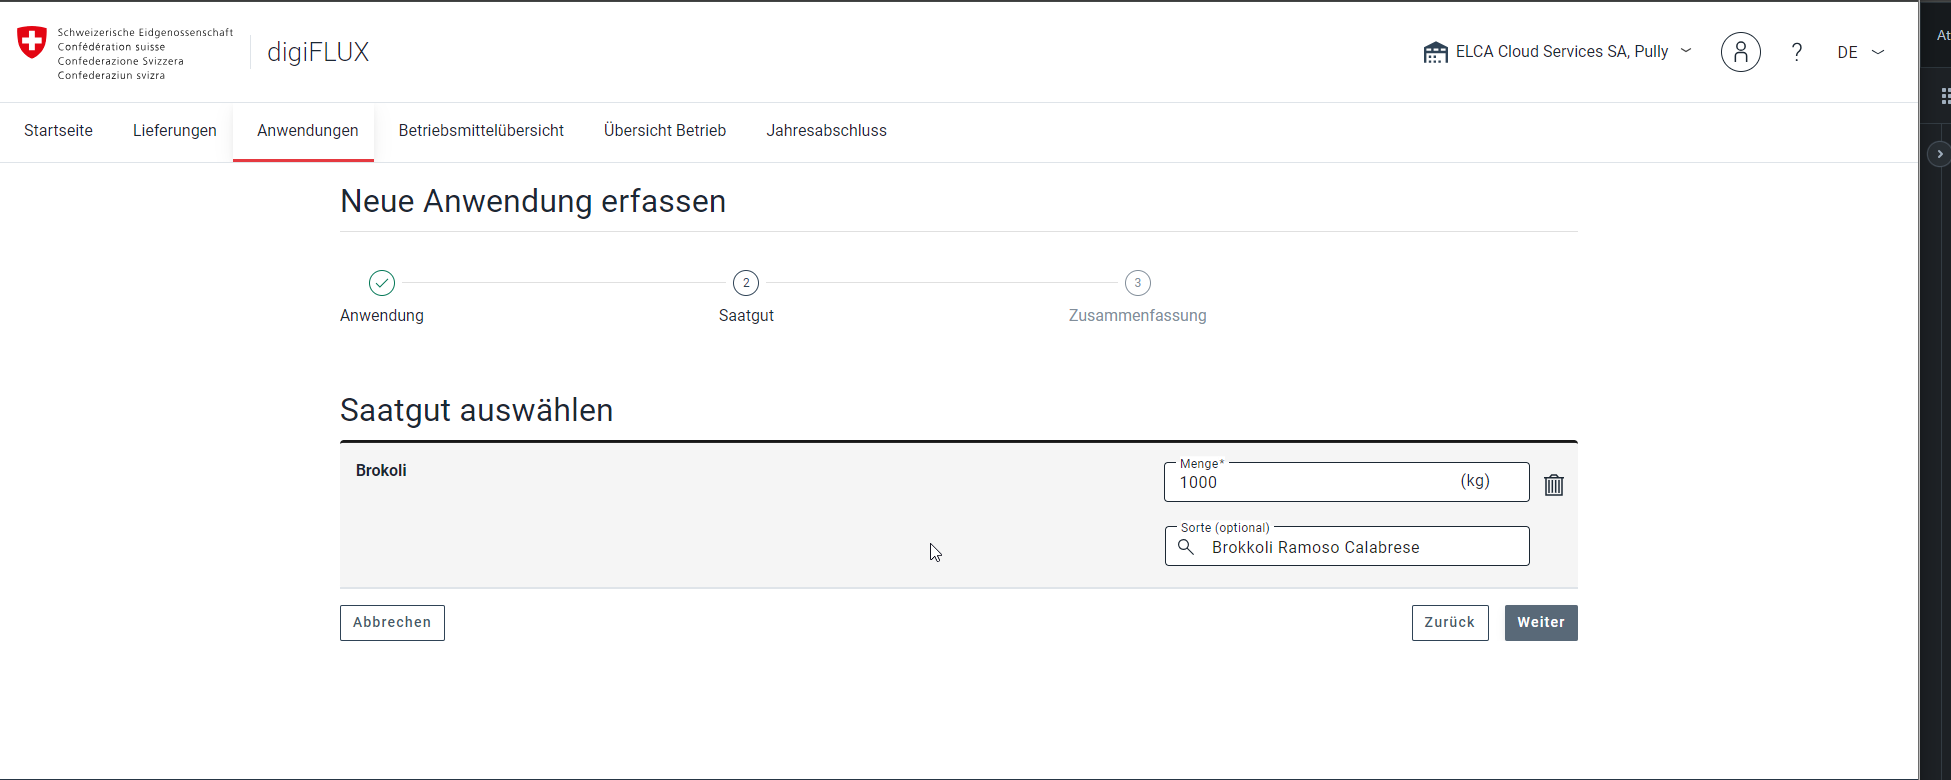 Schweizerische Eidgenossenschaft
Confédération suisse
Confederazione Svizzera
Confederaziun svizra
digiFLUX
ELCA Cloud Services SA, Pully
?
DE
At
Startseite
Lieferungen
Anwendungen
Betriebsmittelübersicht
Übersicht Betrieb
Jahresabschluss
Neue Anwendung erfassen
2
3
Anwendung
Saatgut
Zusammenfassung
Saatgut auswählen
Brokoli
Menge*
1000
(kg)
Sorte (optional)
Brokkoli Ramoso Calabrese
Abbrechen
Zurück
Weiter